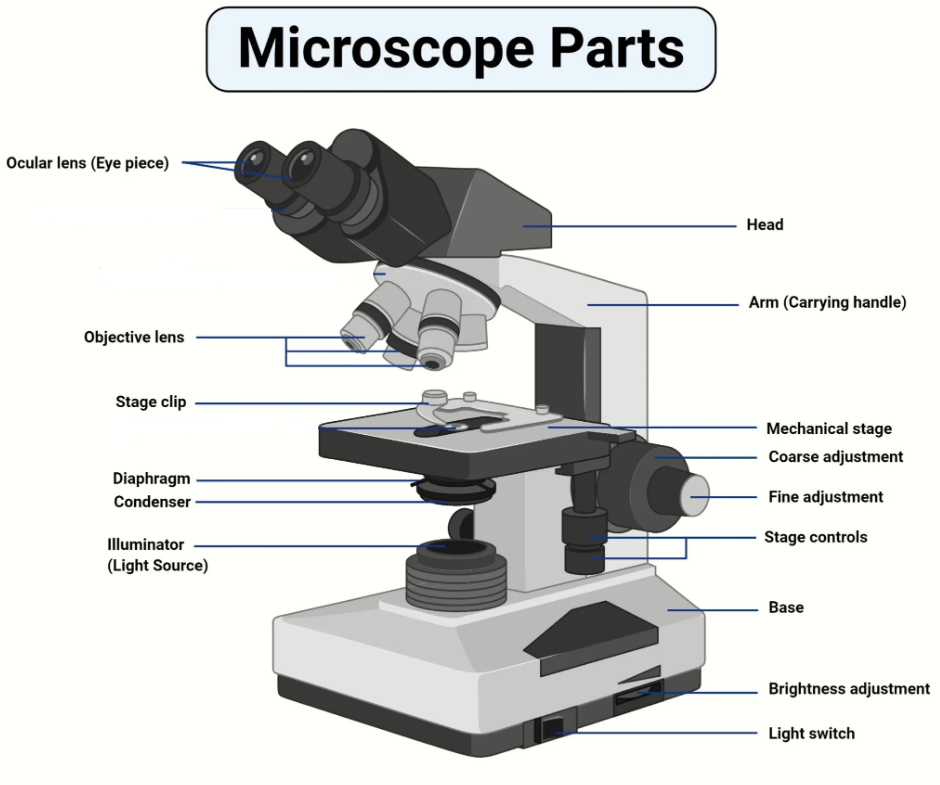 Microscope Parts
Ocular lens (Eye piece)
Head
Arm (Carrying handle)
Objective lens
Stage clip
Mechanical stage
Coarse adjustment
Diaphragm
Fine adjustment
Condenser
Stage controls
Illuminator
(Light Source)
Base
Brightness adjustment
Light switch